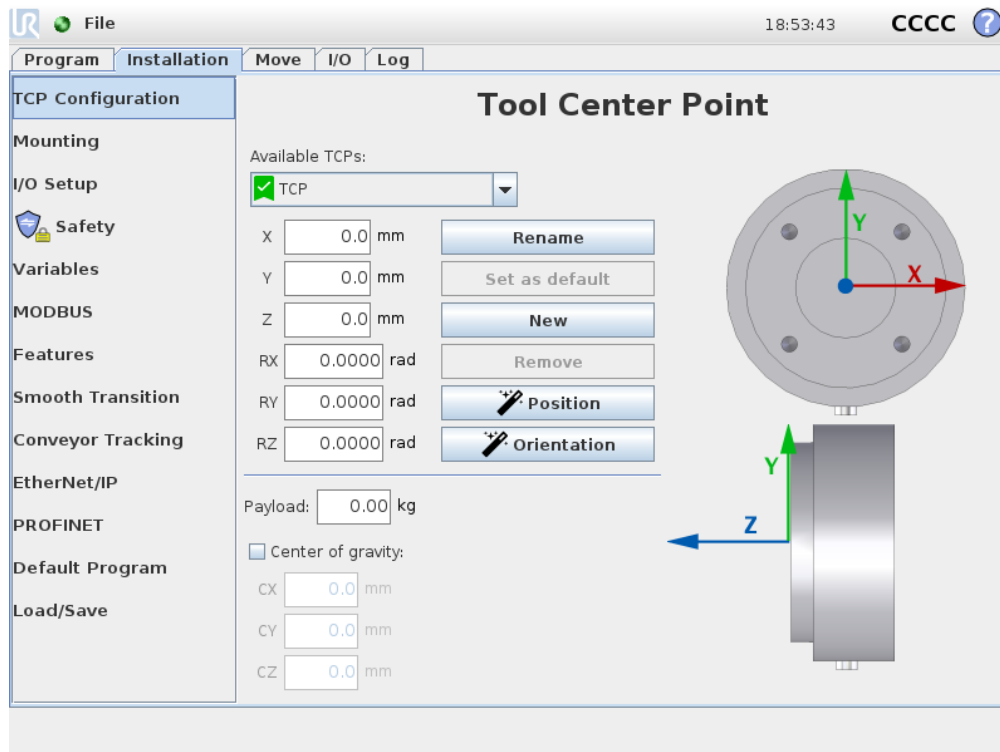 UR File 18:53:43 CCCC ?
Program Installation Move I/O Log
TCP Configuration
Mounting
I/O Setup
Safety
Variables
MODBUS
Features
Smooth Transition
Conveyor Tracking
EtherNet/IP
PROFINET
Default Program
Load/Save
Tool Center Point
Available TCPs:
TCP
X 0.0 mm Rename
Y 0.0 mm Set as default
Z 0.0 mm New
RX 0.0000 rad Remove
RY 0.0000 rad Position
RZ 0.0000 rad Orientation
Payload: 0.00 kg
Center of gravity:
CX 0.0 mm
CY 0.0 mm
CZ 0.0 mm
Y
X
Y
Z